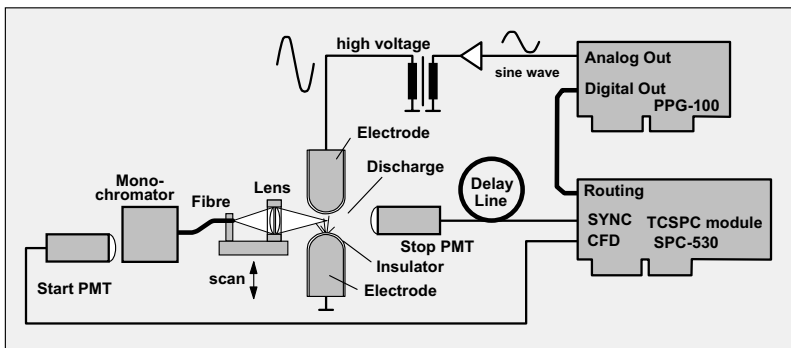 high voltage
sine wave
Analog Out
Digital Out
PPG-100
Electrode
Discharge
Mono-
chromator
Fibre
Lens
Delay
Line
Routing
SYNC
TCSPC module
CFD
SPC-530
Stop PMT
Insulator
Electrode
scan
Start PMT